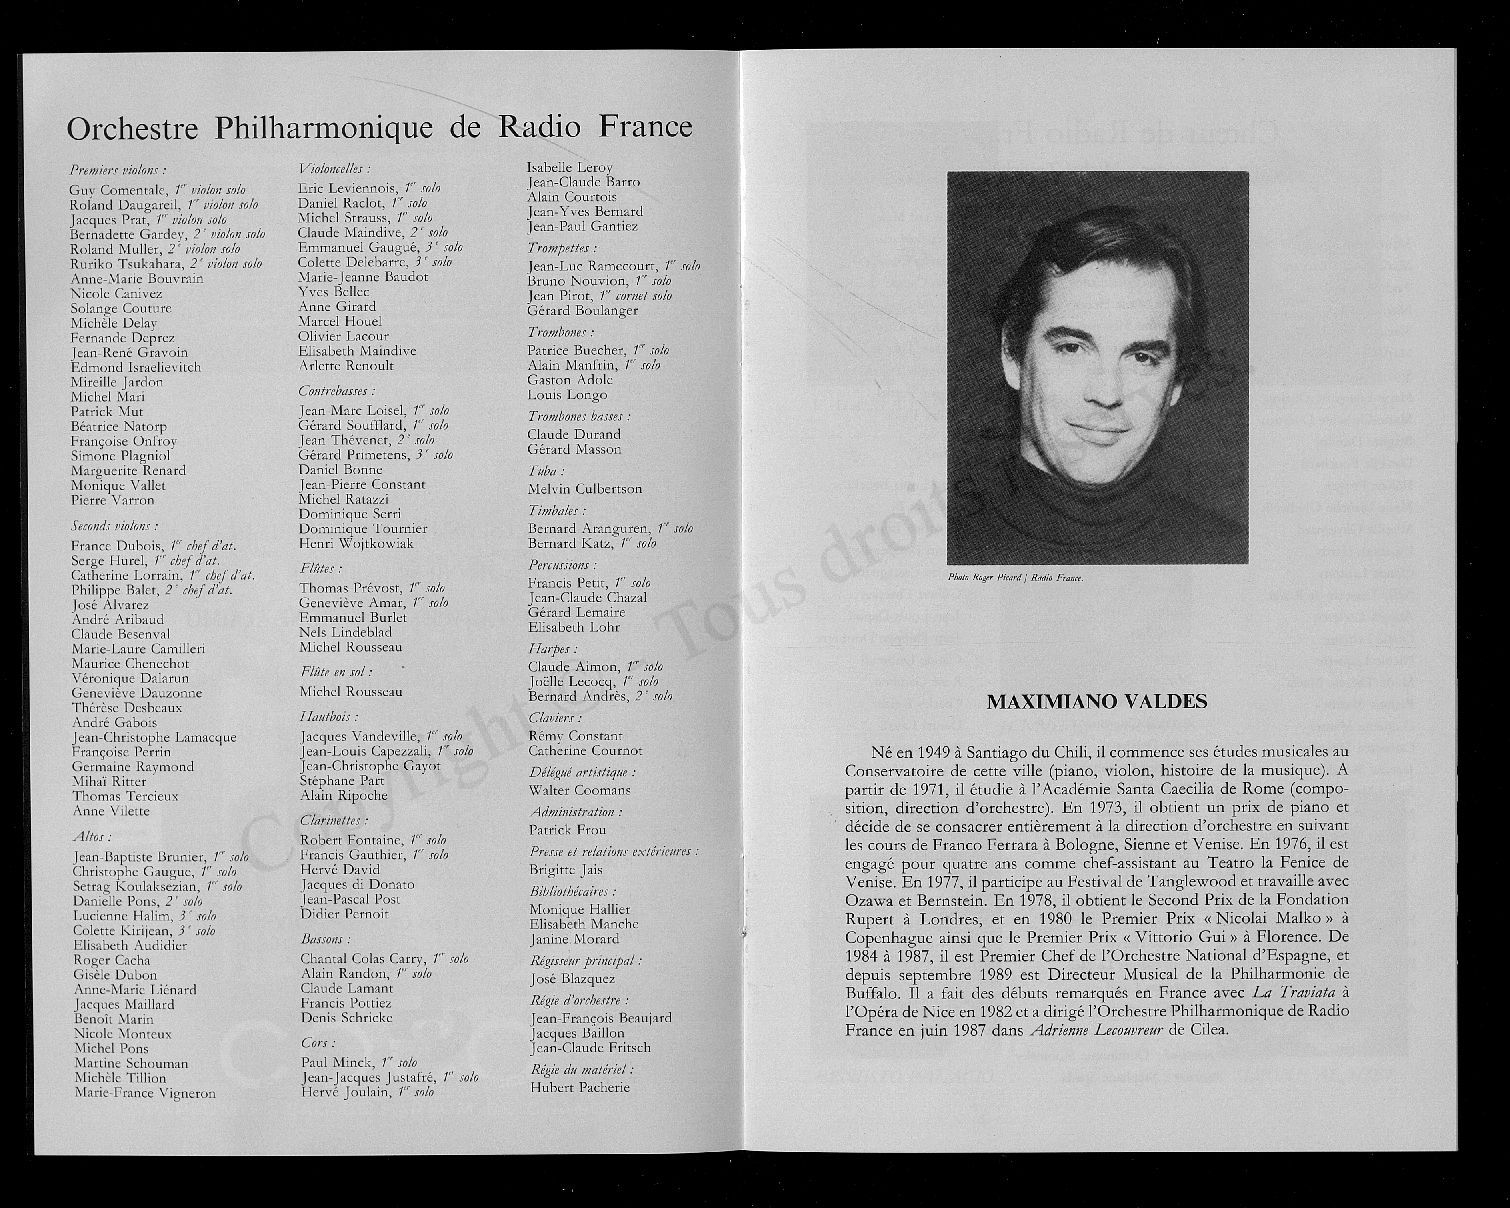 Orchestre Philharmonique de Radio France
Premiers violons :
Guy Comentale, 1er violon solo
Roland Daugareil, 1er violon solo
Jacques Prat, 1er violon solo
Bernadette Gardey, 2e violon solo
Roland Muller, 2e violon solo
Ruriko Tsukahara, 2e violon solo
Anne-Marie Bouvrain
Nicole Canivez
Solange Couture
Michèle Delay
Fernande Deprez
Jean-René Gravoin
Edmond Israelievitch
Mireille Jardon
Michel Mari
Patrick Mut
Béatrice Natorp
Françoise Onfroy
Simone Plagniol
Marguerite Renard
Monique Vallet
Pierre Varron
Seconds violons :
France Dubois, 1er chef d'at.
Serge Hurel, 1er chef d'at.
Catherine Lorrain, 1er chef d'at.
Philippe Balet, 2e chef d'at.
José Alvarez
André Aribaud
Claude Besenval
Marie-Laure Camilleri
Maurice Chenechot
Véronique Dalarun
Geneviève Dauzonne
Thérèse Desbeaux
André Gabois
Jean-Christophe Lamacque
Françoise Perrin
Germaine Raymond
Mihaï Ritter
Thomas Tercieux
Anne Vilette
Altos :
Jean-Baptiste Brunier, 1er solo
Christophe Gaugue, 1er solo
Setrag Koulaksezian, 1er solo
Danielle Pons, 2e solo
Lucienne Halim, 3e solo
Colette Kirijean, 3e solo
Elisabeth Audidier
Roger Cacha
Gisèle Dubon
Anne-Marie Liénard
Jacques Maillard
Benoît Marin
Nicole Monteux
Michel Pons
Martine Schouman
Michèle Tillion
Marie-France Vigneron
Violoncelles :
Eric Leviennois, 1er solo
Daniel Raclot, 1er solo
Michel Strauss, 1er solo
Claude Maindive, 2e solo
Emmanuel Gaugué, 3e solo
Colette Delebarre, 3e solo
Marie-Jeanne Baudot
Yves Bellec
Anne Girard
Marcel Houel
Olivier Lacour
Elisabeth Maindive
Arlette Renoult
Contrebasses :
Jean Marc Loisel, 1er solo
Gérard Soufflard, 1er solo
Jean Thévenet, 2e solo
Gérard Primetens, 3e solo
Daniel Bonne
Jean-Pierre Constant
Michel Ratazzi
Dominique Serri
Dominique Tournier
Henri Wojtkowiak
Flûtes :
Thomas Prévost, 1er solo
Geneviève Amar, 1er solo
Emmanuel Burlet
Nels Lindeblad
Michel Rousseau
Flûte en sol :
Michel Rousseau
Hautbois :
Jacques Vandeville, 1er solo
Jean-Louis Capezzali, 1er solo
Jean-Christophe Gayot
Stéphane Part
Alain Ripoche
Clarinettes :
Robert Fontaine, 1er solo
Francis Gauthier, 1er solo
Hervé David
Jacques di Donato
Jean-Pascal Post
Didier Pernoit
Bassons :
Chantal Colas Carry, 1er solo
Alain Randon, 1er solo
Claude Lamant
Francis Pottiez
Denis Schricke
Cors :
Paul Minck, 1er solo
Jean-Jacques Justafré, 1er solo
Hervé Joulain, 1er solo
Isabelle Leroy
Jean-Claude Barro
Alain Courtois
Jean-Yves Bernard
Jean-Paul Gantiez
Trompettes :
Jean-Luc Ramecourt, 1er solo
Bruno Nouvion, 1er solo
Jean Pirot, 1er cornet solo
Gérard Boulanger
Trombones :
Patrice Buecher, 1er solo
Alain Manfrin, 1er solo
Gaston Adole
Louis Longo
Trombones basses :
Claude Durand
Gérard Masson
Tuba :
Melvin Culbertson
Timbales :
Bernard Aranguren, 1er solo
Bernard Katz, 1er solo
Percussions :
Francis Petit, 1er solo
Jean-Claude Chazal
Gérard Lemaire
Elisabeth Lohr
Harpes :
Claude Aimon, 1er solo
Joëlle Lecocq, 1er solo
Bernard Andrès, 2e solo
Claviers :
Rémy Constant
Catherine Cournot
Délégué artistique :
Walter Coomans
Administration :
Patrick Frou
Presse et relations extérieures :
Brigitte Jais
Bibliothécaires :
Monique Hallier
Elisabeth Manche
Janine Morard
Régisseur principal :
José Blazquez
Régie d'orchestre :
Jean-François Beaujard
Jacques Baillon
Jean-Claude Fritsch
Régie du matériel :
Hubert Pacherie
Photo Roger Picard / Radio France.
MAXIMIANO VALDES
Né en 1949 à Santiago du Chili, il commence ses études musicales au
Conservatoire de cette ville (piano, violon, histoire de la musique). A
partir de 1971, il étudie à l'Académie Santa Caecilia de Rome (compo-
sition, direction d'orchestre). En 1973, il obtient un prix de piano et
décide de se consacrer entièrement à la direction d'orchestre en suivant
les cours de Franco Ferrara à Bologne, Sienne et Venise. En 1976, il est
engagé pour quatre ans comme chef-assistant au Teatro la Fenice de
Venise. En 1977, il participe au Festival de Tanglewood et travaille avec
Ozawa et Bernstein. En 1978, il obtient le Second Prix de la Fondation
Rupert à Londres, et en 1980 le Premier Prix « Nicolai Malko » à
Copenhague ainsi que le Premier Prix « Vittorio Gui » à Florence. De
1984 à 1987, il est Premier Chef de l'Orchestre National d'Espagne, et
depuis septembre 1989 est Directeur Musical de la Philharmonie de
Buffalo. Il a fait des débuts remarqués en France avec La Traviata à
l'Opéra de Nice en 1982 et a dirigé l'Orchestre Philharmonique de Radio
France en juin 1987 dans Adrienne Lecouvreur de Cilea.
Copyright © Tous droits